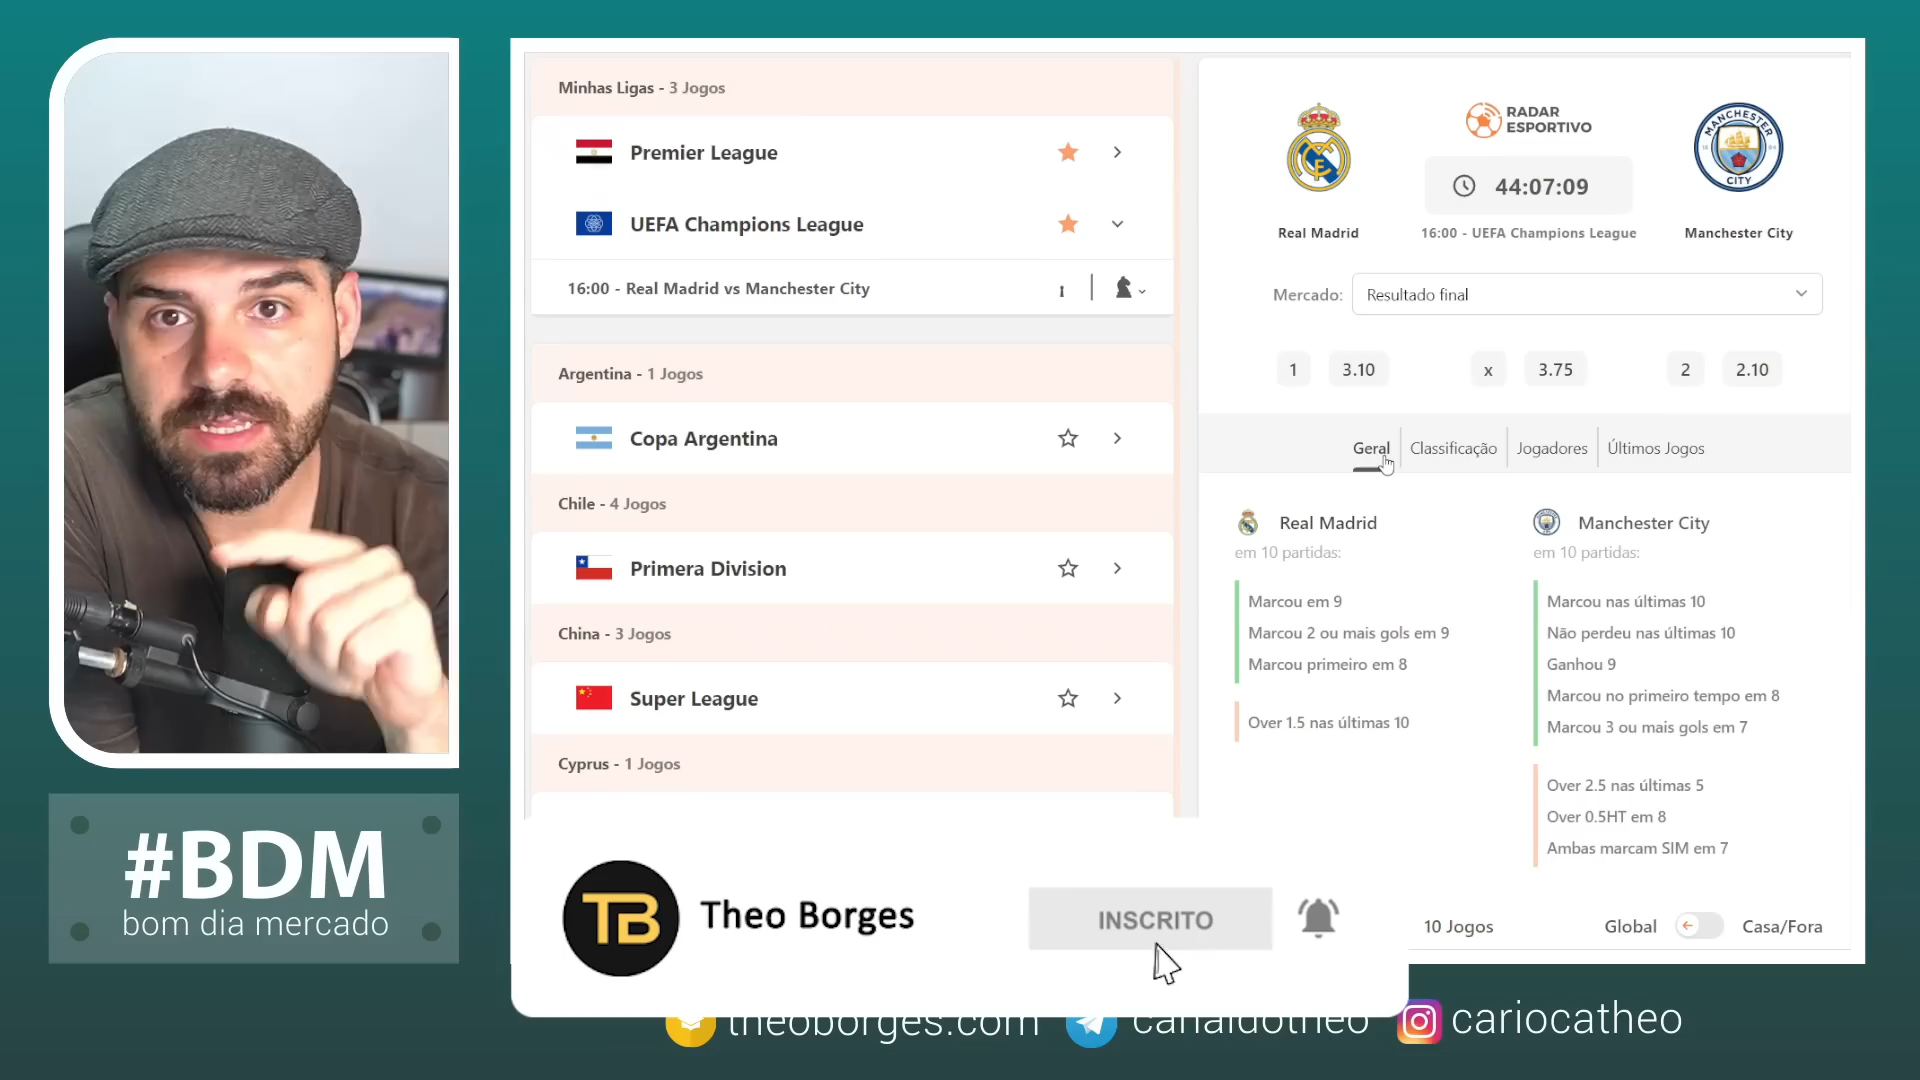 Minhas Ligas - 3 Jogos
Premier League
UEFA Champions League
16:00 - Real Madrid vs Manchester City
Argentina - 1 Jogos
Copa Argentina
Chile - 4 Jogos
Primera Division
China - 3 Jogos
Super League
Cyprus - 1 Jogos
RADAR
ESPORTIVO
MANCHESTER
18 94
CITY
44:07:09
Real Madrid
16:00 - UEFA Champions League
Manchester City
Mercado: Resultado final
1 3.10 x 3.75 2 2.10
Geral Classificação Jogadores Últimos Jogos
Real Madrid
em 10 partidas:
Marcou em 9
Marcou 2 ou mais gols em 9
Marcou primeiro em 8
Over 1.5 nas últimas 10
Manchester City
em 10 partidas:
Marcou nas últimas 10
Não perdeu nas últimas 10
Ganhou 9
Marcou no primeiro tempo em 8
Marcou 3 ou mais gols em 7
Over 2.5 nas últimas 5
Over 0.5HT em 8
Ambas marcam SIM em 7
10 Jogos Global Casa/Fora
#BDM
bom dia mercado
TB
Theo Borges
INSCRITO
theoborges.com canaldotheo cariocatheo